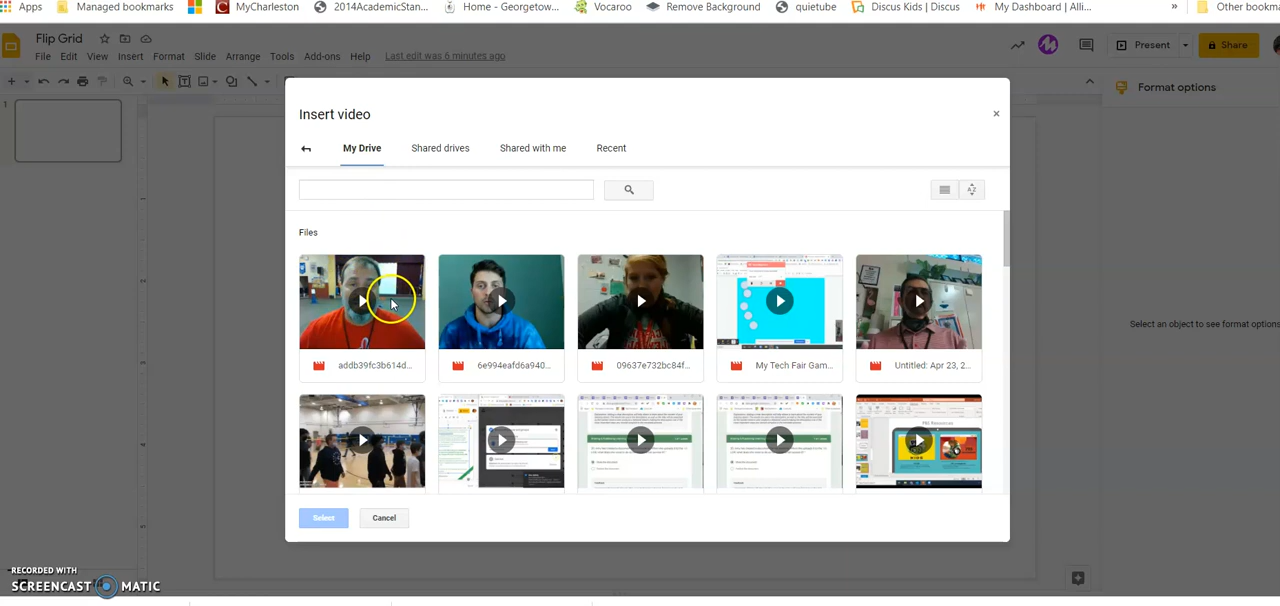 Apps Managed bookmarks MyCharleston 2014AcademicStan... Home - Georgetow... Vocaroo Remove Background quietube Discus Kids | Discus My Dashboard | Alli... » Other bookm
Flip Grid
File Edit View Insert Format Slide Arrange Tools Add-ons Help Last edit was 6 minutes ago
Present Share
Format options
1
Insert video
×
My Drive Shared drives Shared with me Recent
AZ
Files
addb39fc3b614d... 6e994eafd6a940... 09637e732bc84f... My Tech Fair Gam... Untitled: Apr 23, 2...
Select an object to see format options
Select Cancel
RECORDED WITH
SCREENCAST MATIC